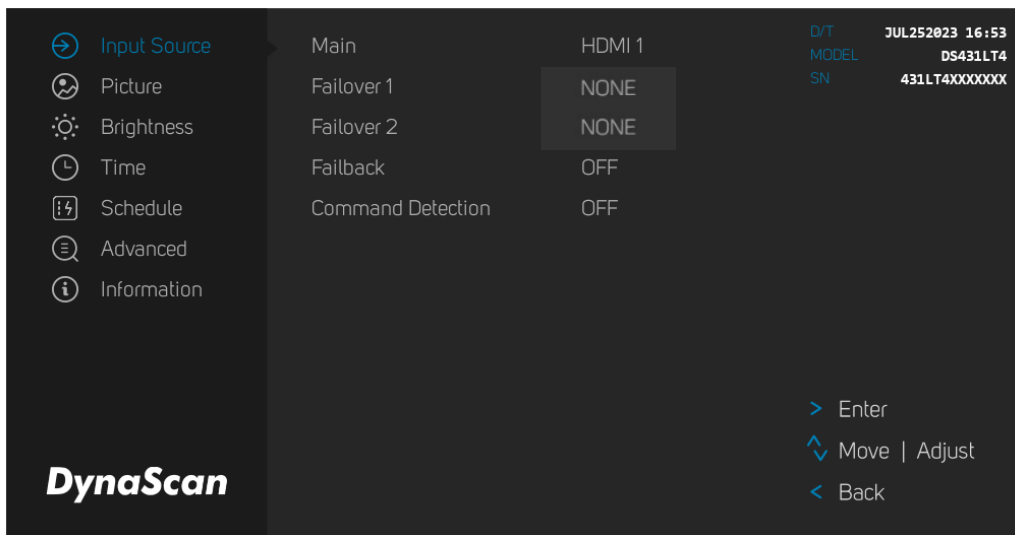 Input Source
Picture
Brightness
Time
Schedule
Advanced
Information
DynaScan
Main HDMI 1
Failover 1 NONE
Failover 2 NONE
Failback OFF
Command Detection OFF
D/T JUL252023 16:53
MODEL DS431LT4
SN 431LT4XXXXXXX
> Enter
Move | Adjust
< Back